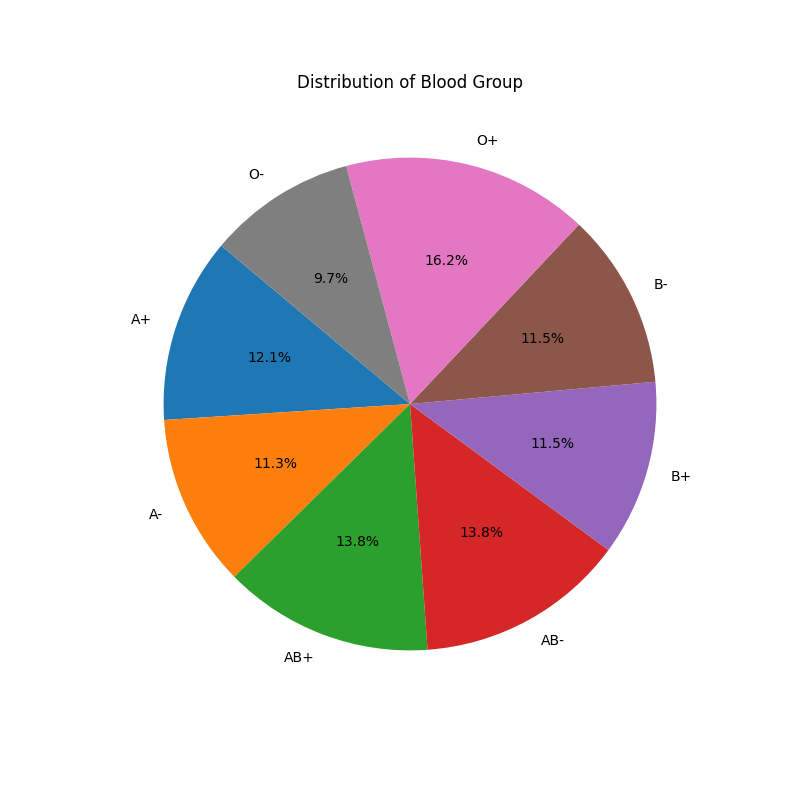 Distribution of Blood Group
O+
O-
16.2%
9.7%
B-
A+
11.5%
12.1%
11.5%
11.3%
B+
A-
13.8%
13.8%
AB-
AB+